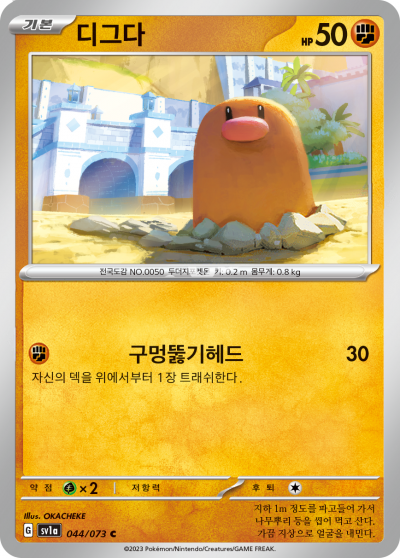 기본 디그다 HP 50
전국도감 NO.0050 두더지포켓몬 키: 0.2 m 몸무게: 0.8 kg
구멍뚫기헤드 30
자신의 덱을 위에서부터 1장 트래쉬한다.
약점 ×2 저항력 후퇴
Illus. OKACHEKE
G sv1a 044/073 C
지하 1m 정도를 파고들어 가서
나무뿌리 등을 씹어 먹고 산다.
가끔 지상으로 얼굴을 내민다.
©2023 Pokémon/Nintendo/Creatures/GAME FREAK.